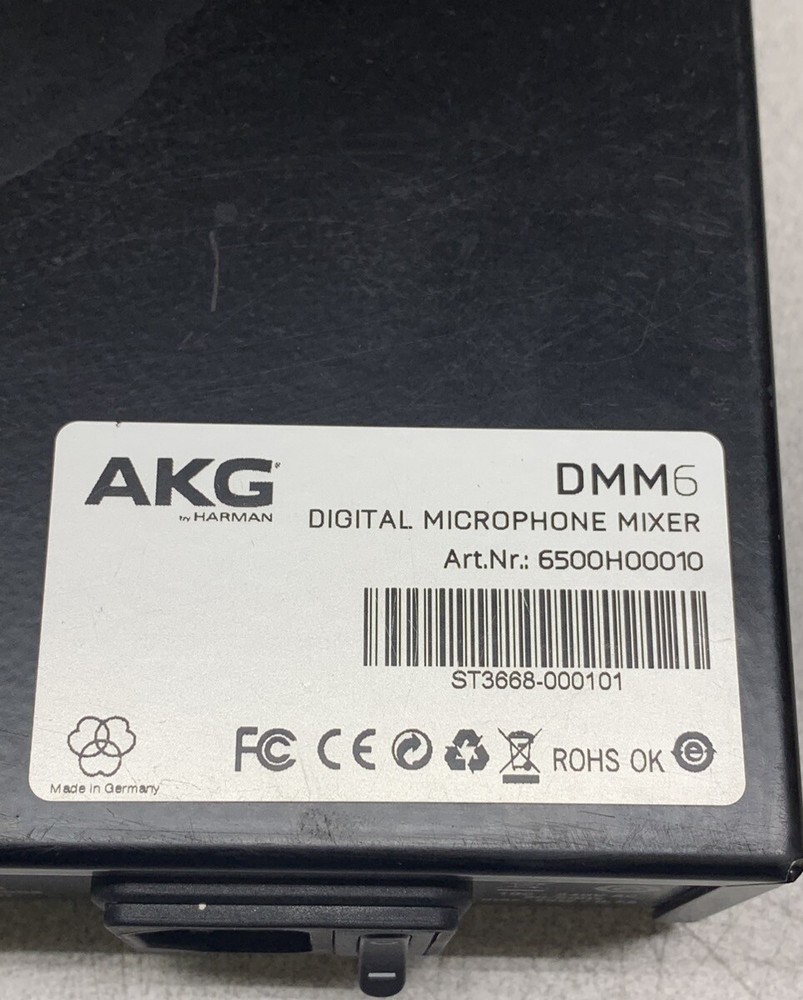 AKG®
by HARMAN
DMM6
DIGITAL MICROPHONE MIXER
Art.Nr.: 6500H00010
ST3668-000101
Made in Germany
FC CE ROHS OK e